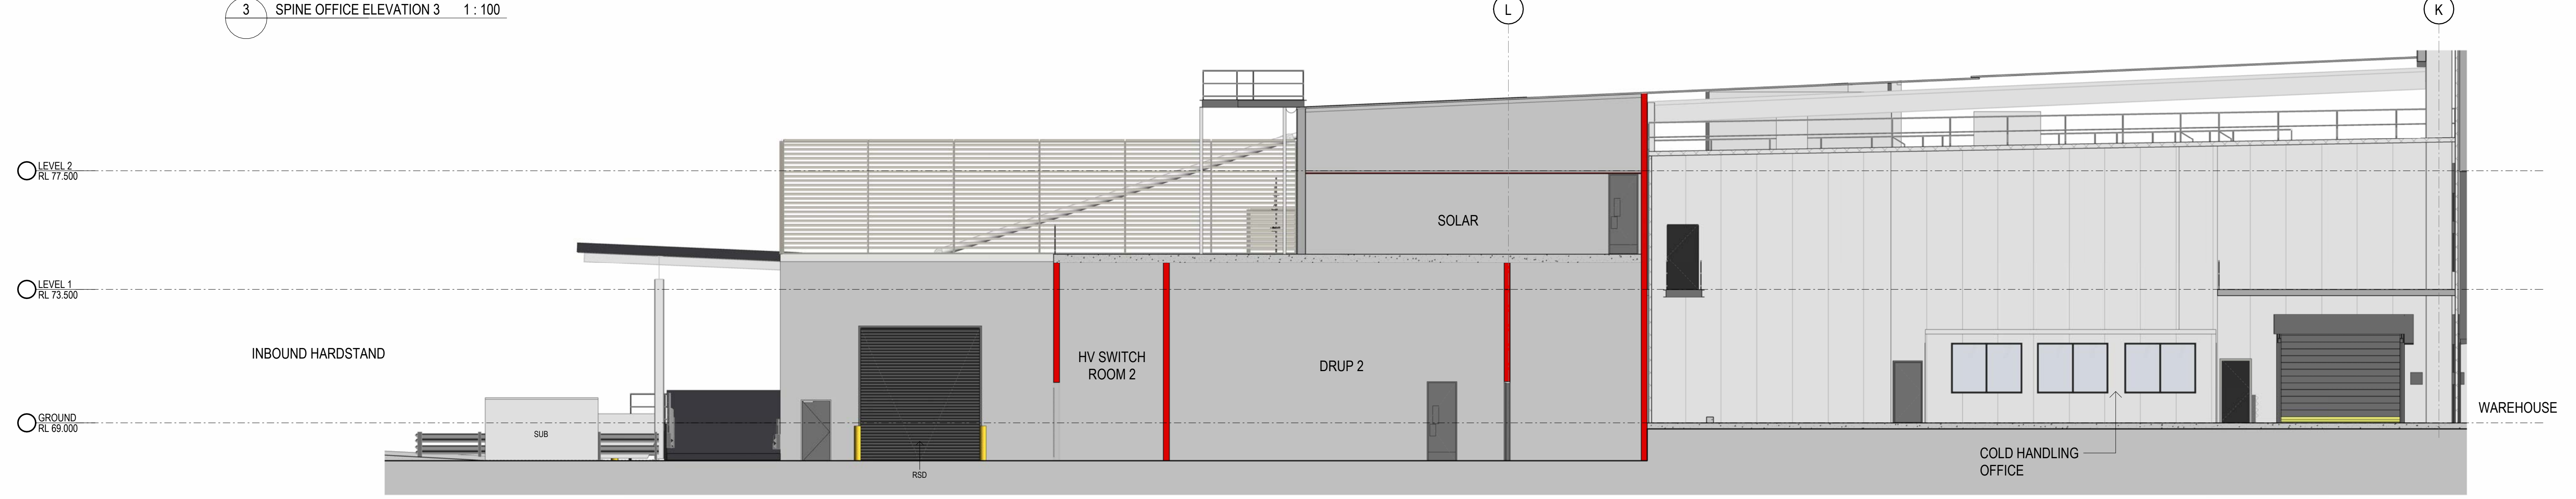 3 SPINE OFFICE ELEVATION 3 1 : 100
L
K
LEVEL 2
RL 77.500
SOLAR
LEVEL 1
RL 73.500
INBOUND HARDSTAND
HV SWITCH
ROOM 2
DRUP 2
GROUND
RL 69.000
WAREHOUSE
SUB
COLD HANDLING
OFFICE
RSD